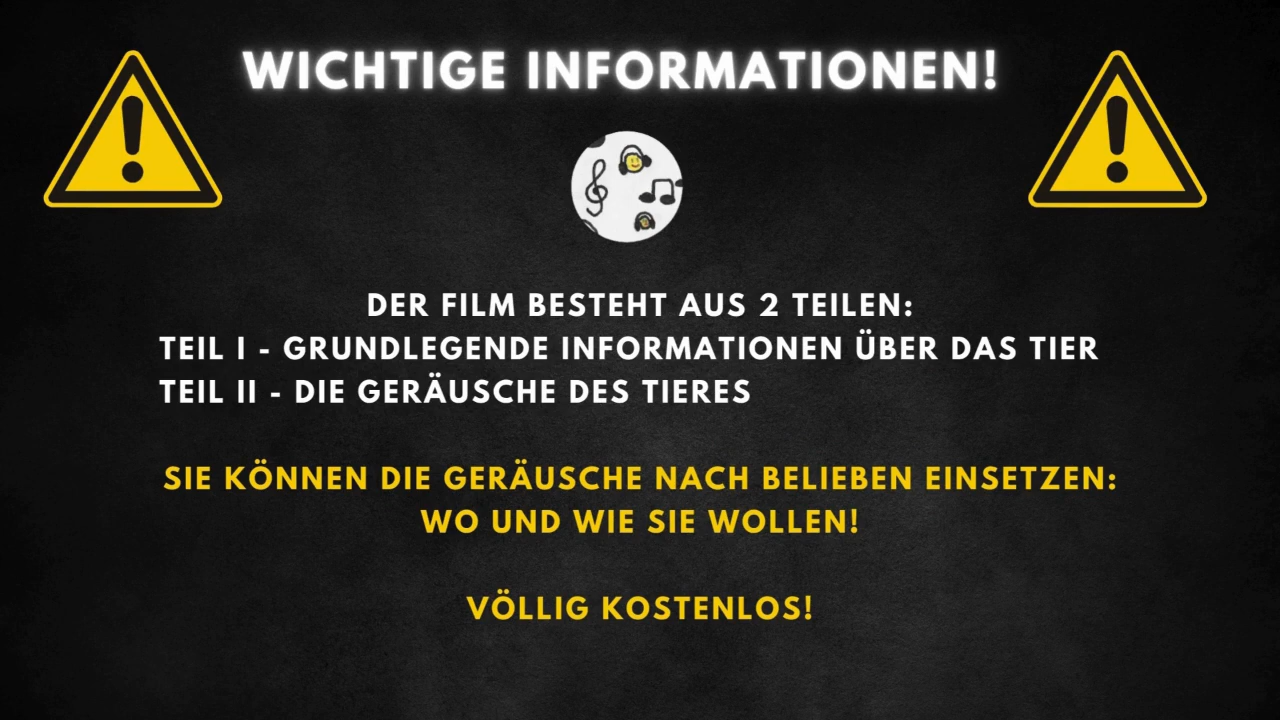 WICHTIGE INFORMATIONEN!
DER FILM BESTEHT AUS 2 TEILEN:
TEIL I - GRUNDLEGENDE INFORMATIONEN ÜBER DAS TIER
TEIL II - DIE GERÄUSCHE DES TIERES
SIE KÖNNEN DIE GERÄUSCHE NACH BELIEBEN EINSETZEN:
WO UND WIE SIE WOLLEN!
VÖLLIG KOSTENLOS!